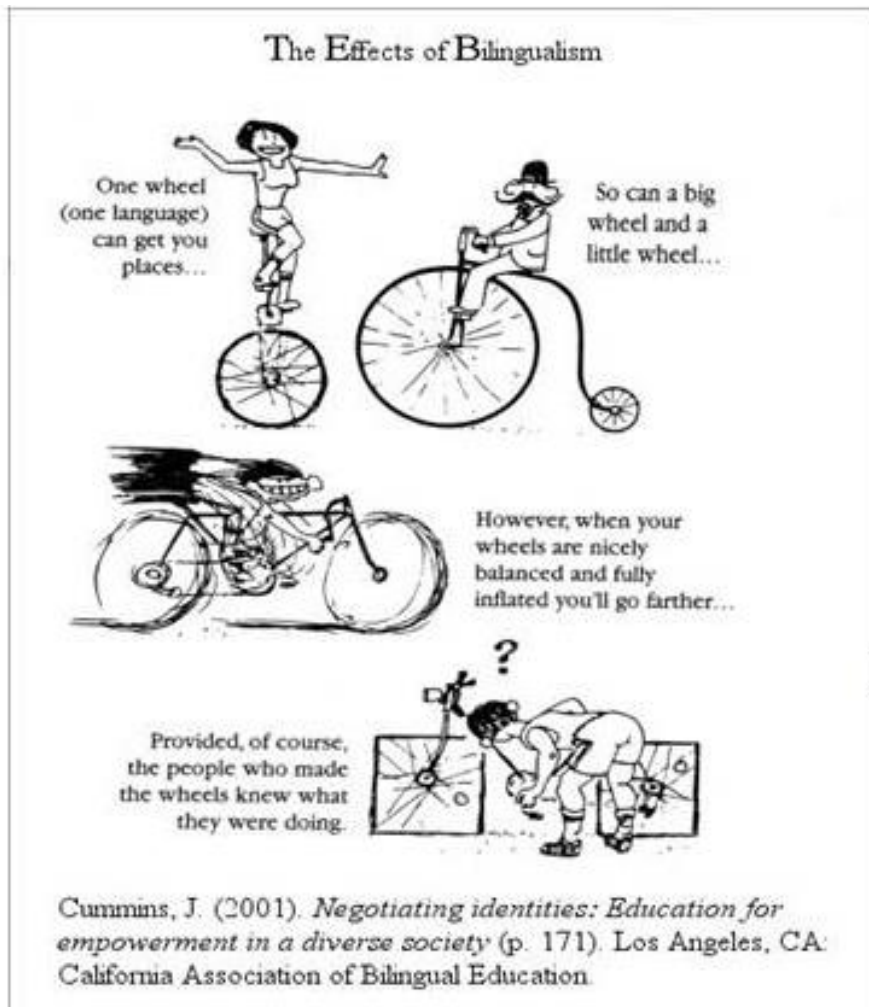 The Effects of Bilingualism
One wheel
(one language)
can get you
places...
So can a big
wheel and a
little wheel...
However, when your
wheels are nicely
balanced and fully
inflated you'll go farther...
?
Provided, of course,
the people who made
the wheels knew what
they were doing.
Cummins, J. (2001). Negotiating identities: Education for
empowerment in a diverse society (p. 171). Los Angeles, CA:
California Association of Bilingual Education.